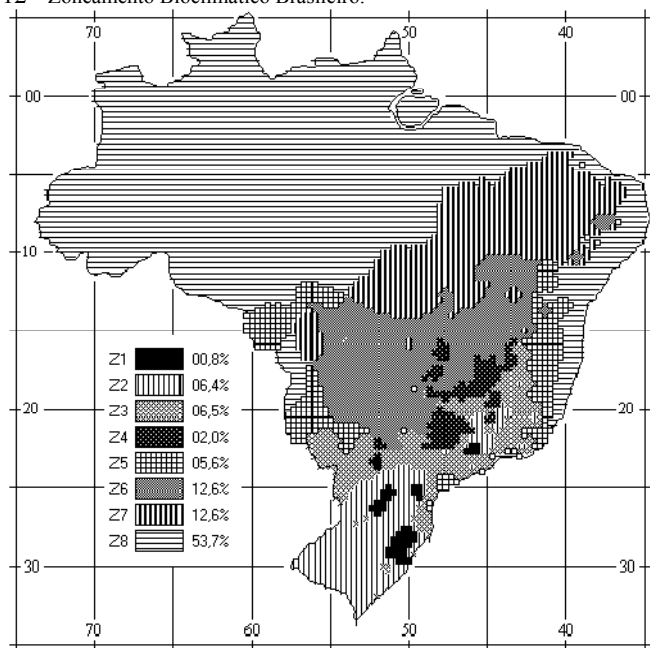 12 – Zoneamento Bioclimático Brasileiro.
70 50 40
00 00
10
Z1 00,8%
Z2 06,4%
Z3 06,5%
20 Z4 02,0% 20
Z5 05,6%
Z6 12,6%
Z7 12,6%
Z8 53,7%
30 30
70 60 50 40